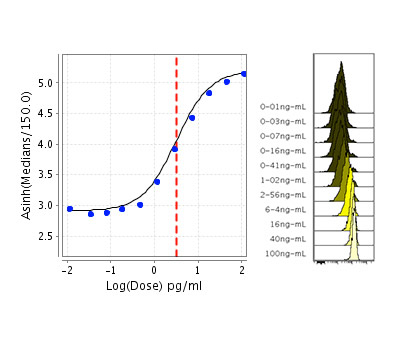 5.0
4.5
4.0
3.5
3.0
2.5
Asinh(Medians/150.0)
-2
-1
0
1
2
Log(Dose) pg/ml
0-01ng-mL
0-03ng-mL
0-07ng-mL
0-16ng-mL
0-41ng-mL
1-02ng-mL
2-56ng-mL
6-4ng-mL
16ng-mL
40ng-mL
100ng-mL